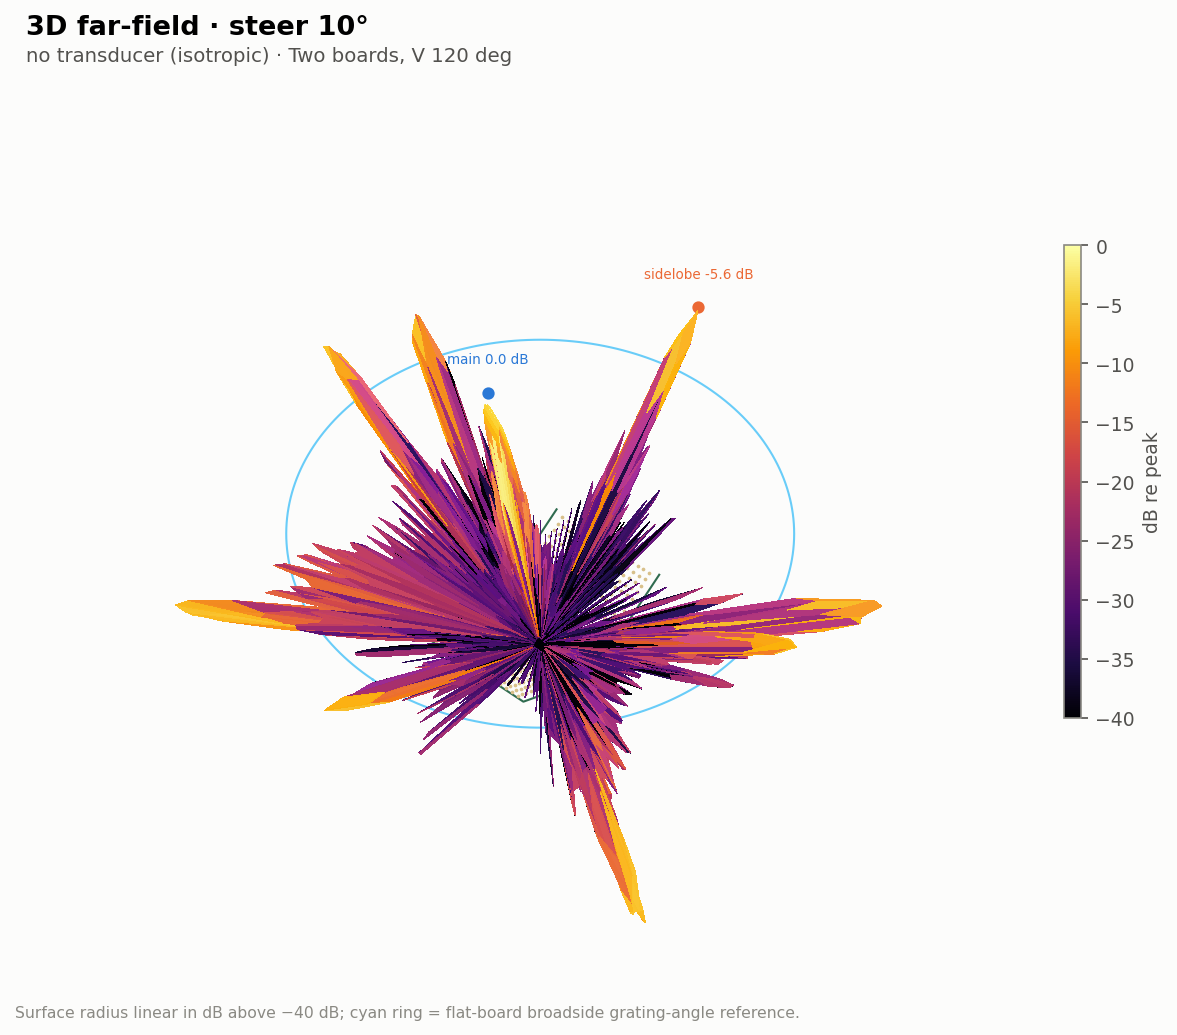 3D far-field · steer 10°
no transducer (isotropic) · Two boards, V 120 deg
sidelobe -5.6 dB
main 0.0 dB
0
−5
−10
−15
−20
−25
−30
−35
−40
dB re peak
Surface radius linear in dB above −40 dB; cyan ring = flat-board broadside grating-angle reference.